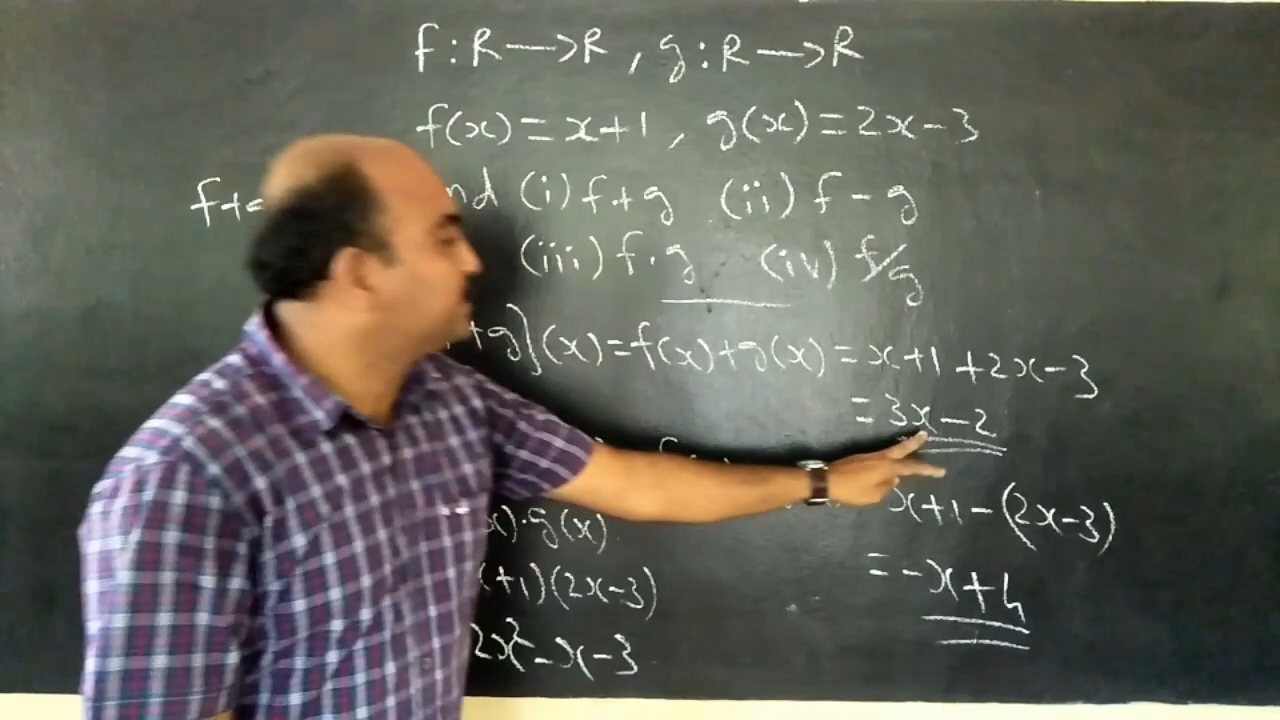 f : R ⟶ R , g : R ⟶ R
f(x) = x+1 , g(x) = 2x-3
f+ (i) f+g (ii) f - g
(iii) f·g (iv) f/g
+g](x) = f(x)+g(x) = x+1 +2x-3
= 3x-2
x+1-(2x-3)
x)·g(x)
= -x+4
+1)(2x-3)
2x²-x-3